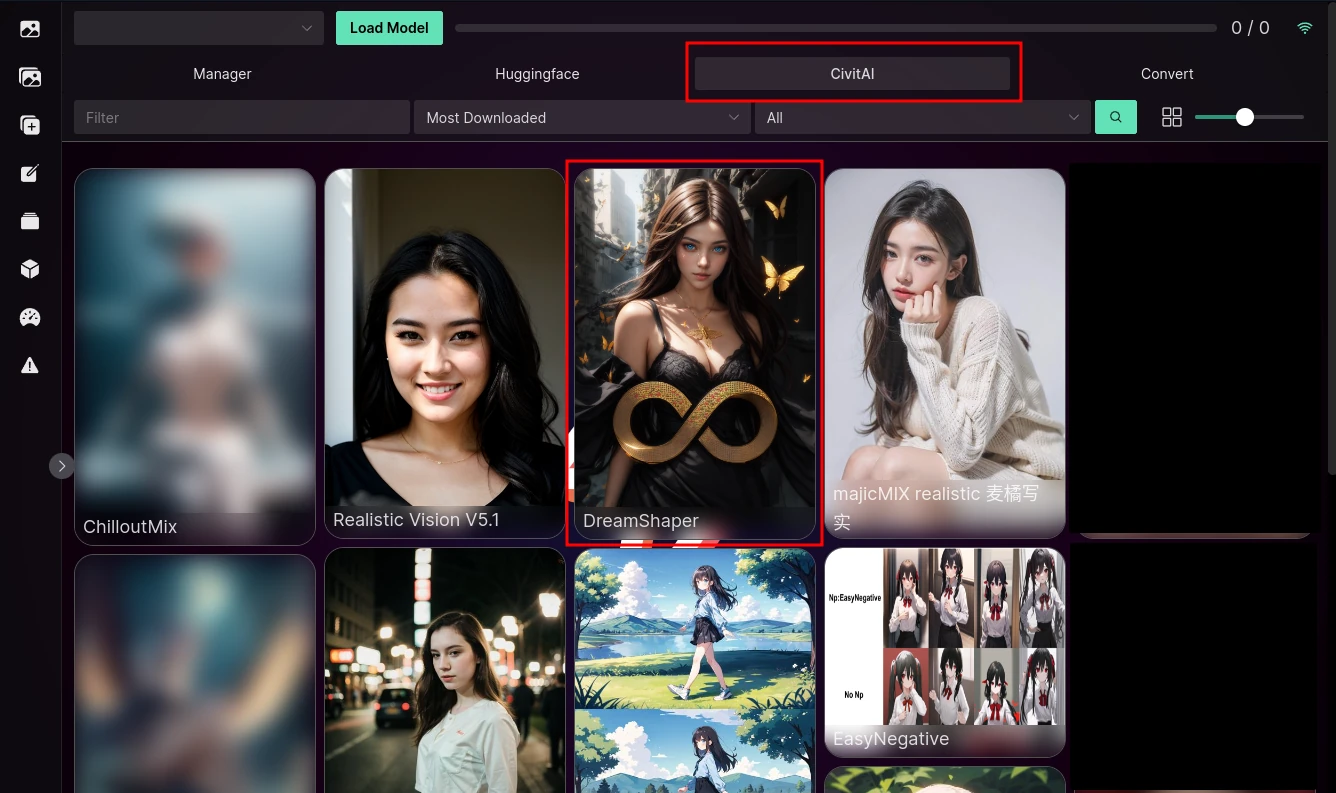 Load Model
0 / 0
Manager
Huggingface
CivitAI
Convert
Filter
Most Downloaded
All
ChilloutMix
Realistic Vision V5.1
DreamShaper
majicMIX realistic 麦橘写
实
Np:EasyNegative
No Np
EasyNegative